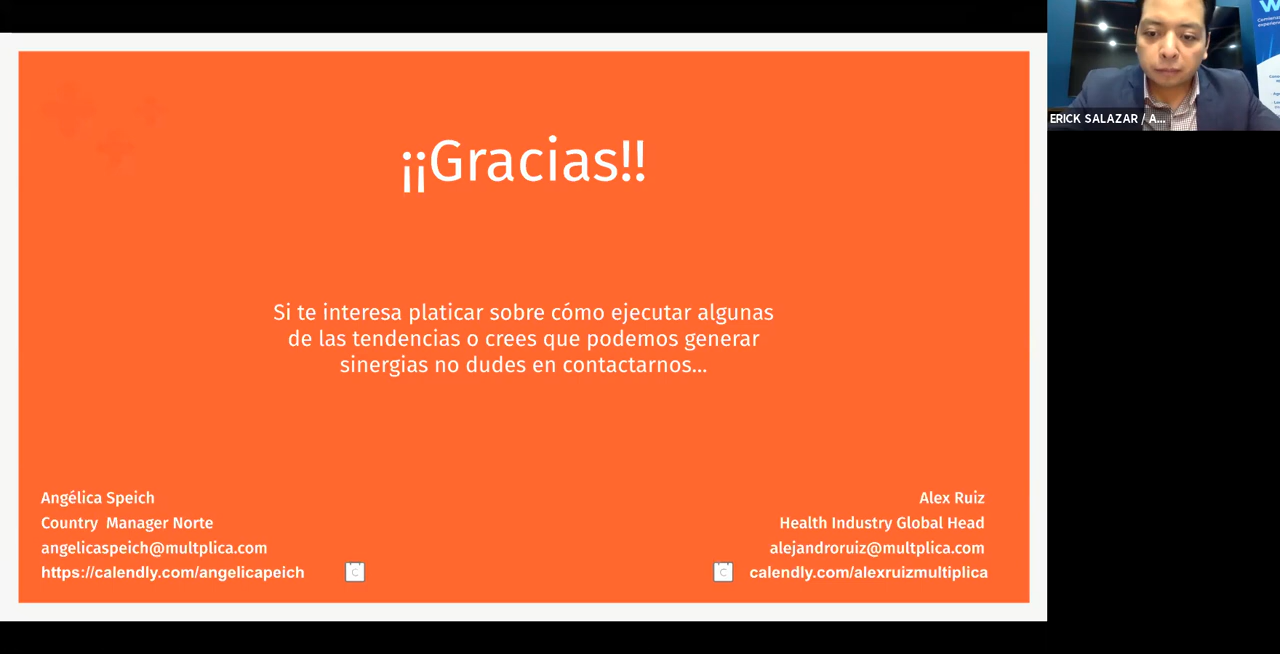 ¡¡Gracias!!
Si te interesa platicar sobre cómo ejecutar algunas
de las tendencias o crees que podemos generar
sinergias no dudes en contactarnos...
Angélica Speich
Country Manager Norte
angelicaspeich@multplica.com
https://calendly.com/angelicapeich
Alex Ruiz
Health Industry Global Head
alejandroruiz@multplica.com
calendly.com/alexruizmultiplica
ERICK SALAZAR / A...